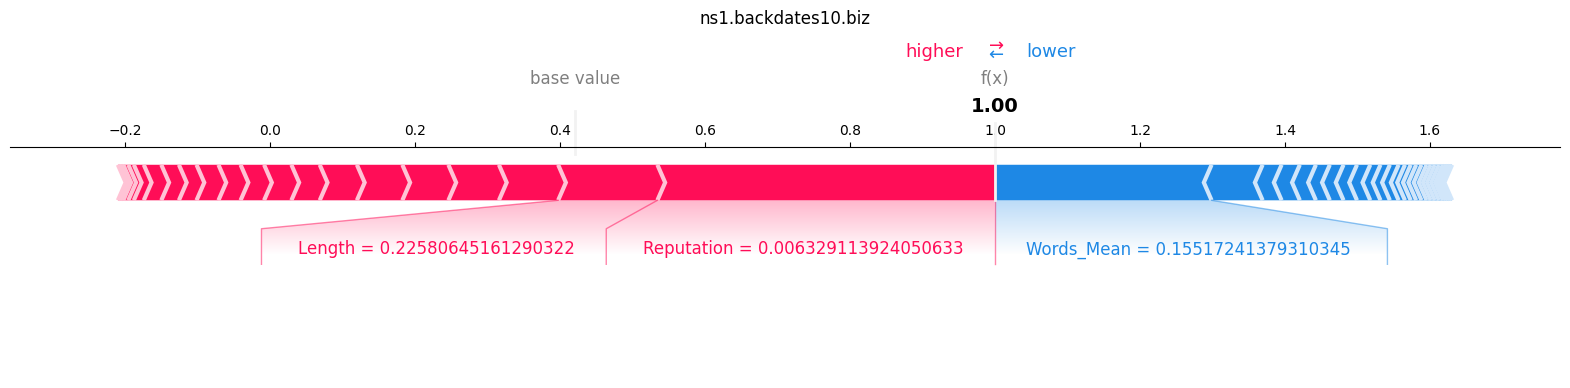 ns1.backdates10.biz
higher ⇄ lower
base value f(x)
1.00
−0.2 0.0 0.2 0.4 0.6 0.8 1.0 1.2 1.4 1.6
Length = 0.22580645161290322 Reputation = 0.006329113924050633 Words_Mean = 0.15517241379310345